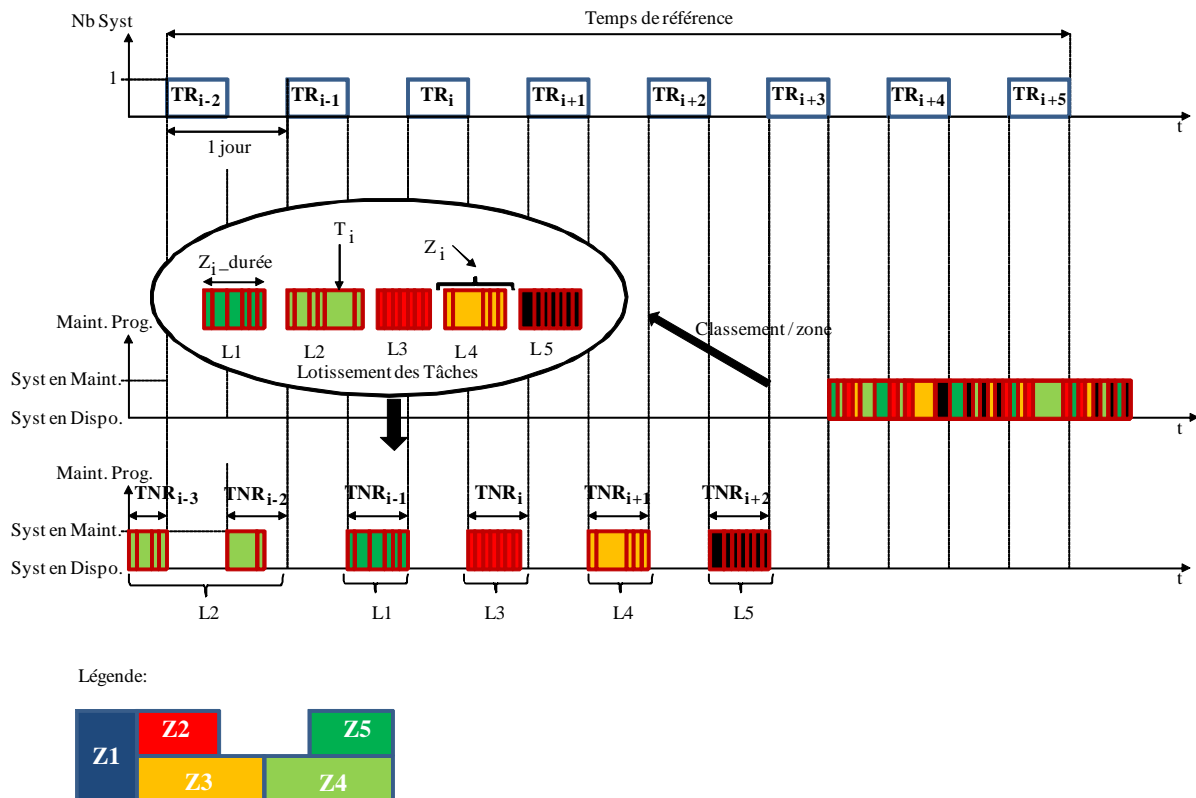 Nb Syst
Temps de référence
1
TRi-2
TRi-1
TRi
TRi+1
TRi+2
TRi+3
TRi+4
TRi+5
t
1 jour
Ti
Zi
Zi_durée
Maint. Prog.
Classement / zone
L1
L2
L3
L4
L5
Lotissement des Tâches
Syst en Maint.
Syst en Dispo.
t
Maint. Prog.
TNRi-3
TNRi-2
TNRi-1
TNRi
TNRi+1
TNRi+2
Syst en Maint.
Syst en Dispo.
t
L2
L1
L3
L4
L5
Légende:
Z1
Z2
Z5
Z3
Z4